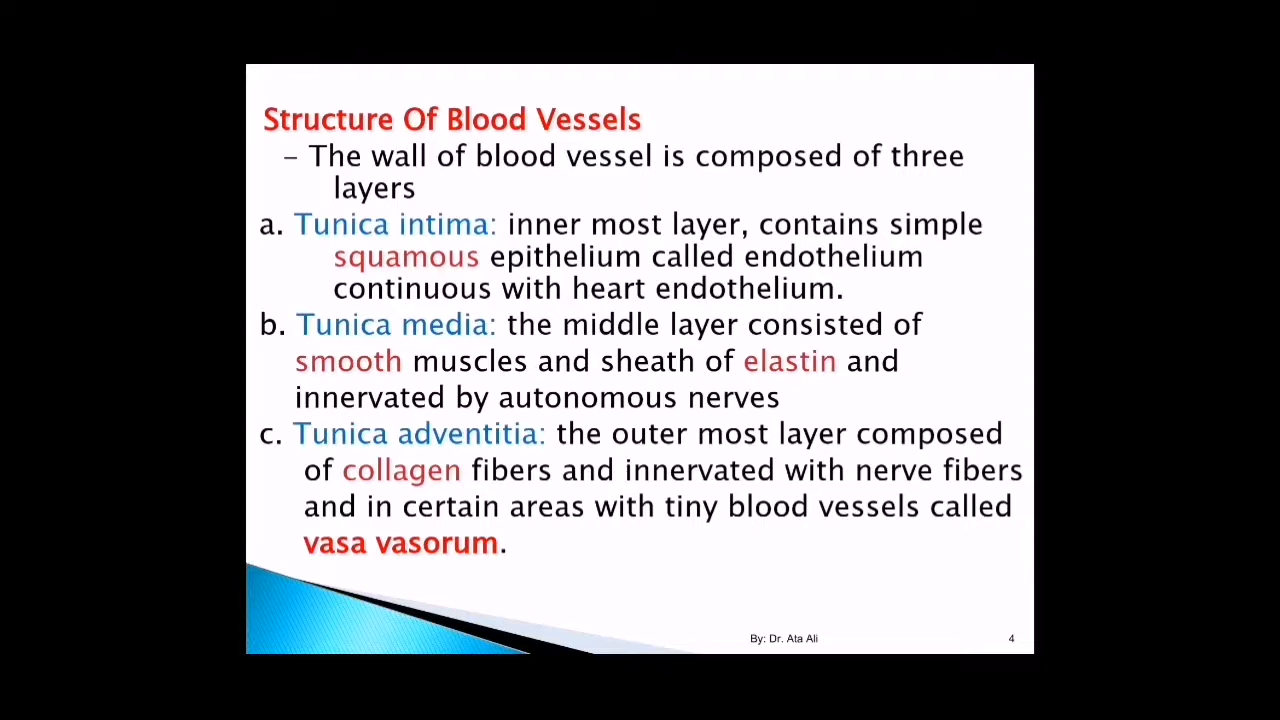 Structure Of Blood Vessels
– The wall of blood vessel is composed of three
layers
a. Tunica intima: inner most layer, contains simple
squamous epithelium called endothelium
continuous with heart endothelium.
b. Tunica media: the middle layer consisted of
smooth muscles and sheath of elastin and
innervated by autonomous nerves
c. Tunica adventitia: the outer most layer composed
of collagen fibers and innervated with nerve fibers
and in certain areas with tiny blood vessels called
vasa vasorum.
By: Dr. Ata Ali 4